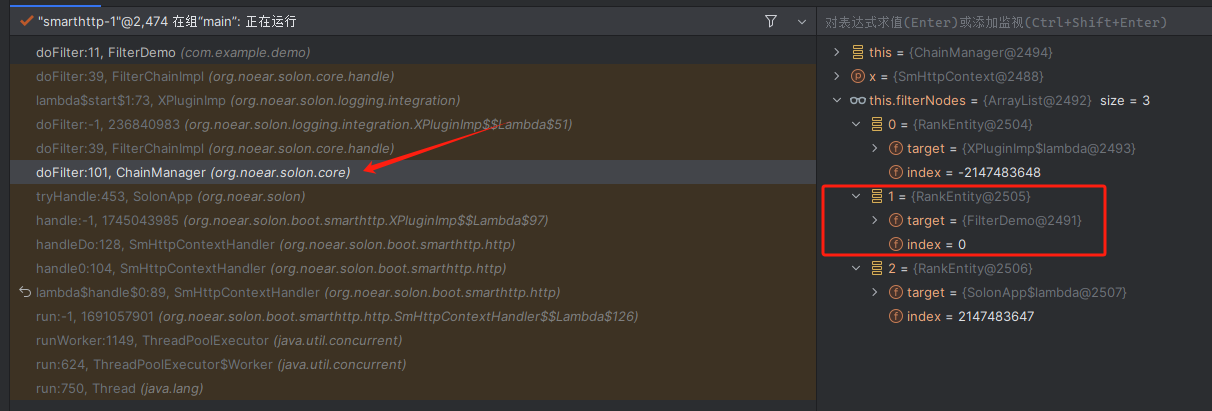 "smarthttp-1"@2,474 在组"main": 正在运行
doFilter:11, FilterDemo (com.example.demo)
doFilter:39, FilterChainImpl (org.noear.solon.core.handle)
lambda$start$1:73, XPluginImp (org.noear.solon.logging.integration)
doFilter:-1, 236840983 (org.noear.solon.logging.integration.XPluginImp$$Lambda$51)
doFilter:39, FilterChainImpl (org.noear.solon.core.handle)
doFilter:101, ChainManager (org.noear.solon.core)
tryHandle:453, SolonApp (org.noear.solon)
handle:-1, 1745043985 (org.noear.solon.boot.smarthttp.XPluginImp$$Lambda$97)
handleDo:128, SmHttpContextHandler (org.noear.solon.boot.smarthttp.http)
handle0:104, SmHttpContextHandler (org.noear.solon.boot.smarthttp.http)
lambda$handle$0:89, SmHttpContextHandler (org.noear.solon.boot.smarthttp.http)
run:-1, 1691057901 (org.noear.solon.boot.smarthttp.http.SmHttpContextHandler$$Lambda$126)
runWorker:1149, ThreadPoolExecutor (java.util.concurrent)
run:624, ThreadPoolExecutor$Worker (java.util.concurrent)
run:750, Thread (java.lang)
对表达式求值(Enter)或添加监视(Ctrl+Shift+Enter)
this = {ChainManager@2494}
p x = {SmHttpContext@2488}
this.filterNodes = {ArrayList@2492} size = 3
0 = {RankEntity@2504}
f target = {XPluginImp$lambda@2493}
f index = -2147483648
1 = {RankEntity@2505}
f target = {FilterDemo@2491}
f index = 0
2 = {RankEntity@2506}
f target = {SolonApp$lambda@2507}
f index = 2147483647